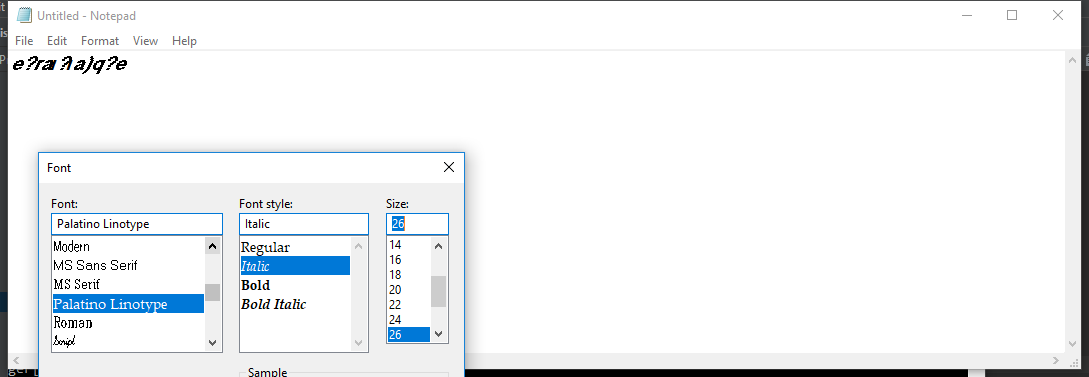 Untitled - Notepad
File Edit Format View Help
e?raı?ìa)q?e
Font
Font: Font style: Size:
Palatino Linotype Italic 26
Modern Regular 14
MS Sans Serif Italic 16
MS Serif Bold 18
Palatino Linotype Bold Italic 20
Roman 22
Script 24
26
Sample